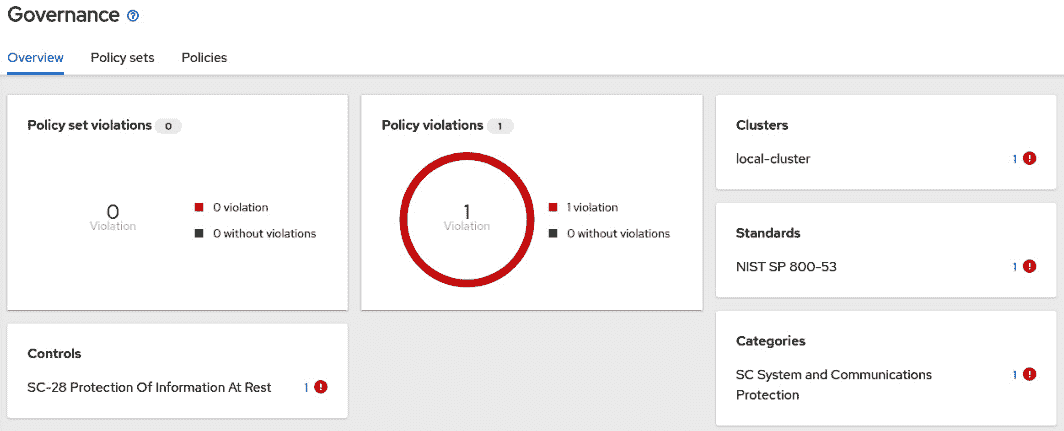 Governance
Overview Policy sets Policies
Policy set violations 0
0
Violation
0 violation
0 without violations
Policy violations 1
1
Violation
1 violation
0 without violations
Clusters
local-cluster 1
Standards
NIST SP 800-53 1
Controls
SC-28 Protection Of Information At Rest 1
Categories
SC System and Communications 1
Protection